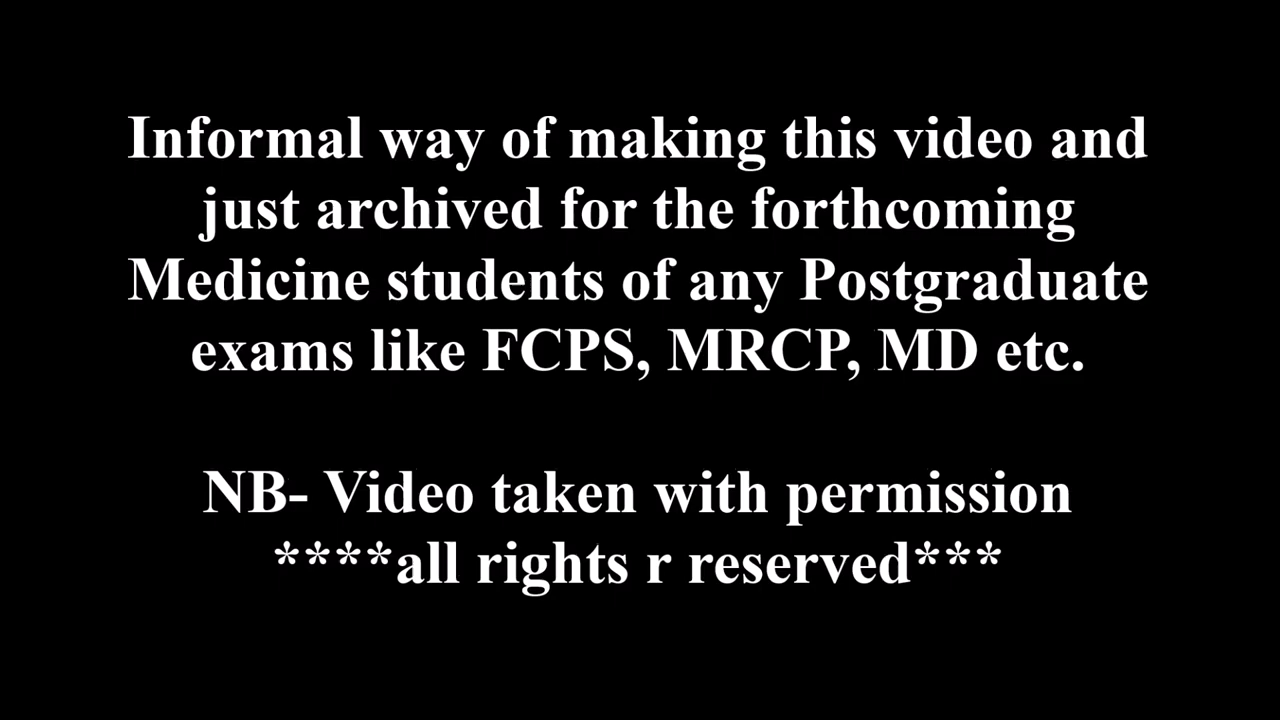 Informal way of making this video and
just archived for the forthcoming
Medicine students of any Postgraduate
exams like FCPS, MRCP, MD etc.
NB- Video taken with permission
****all rights r reserved***